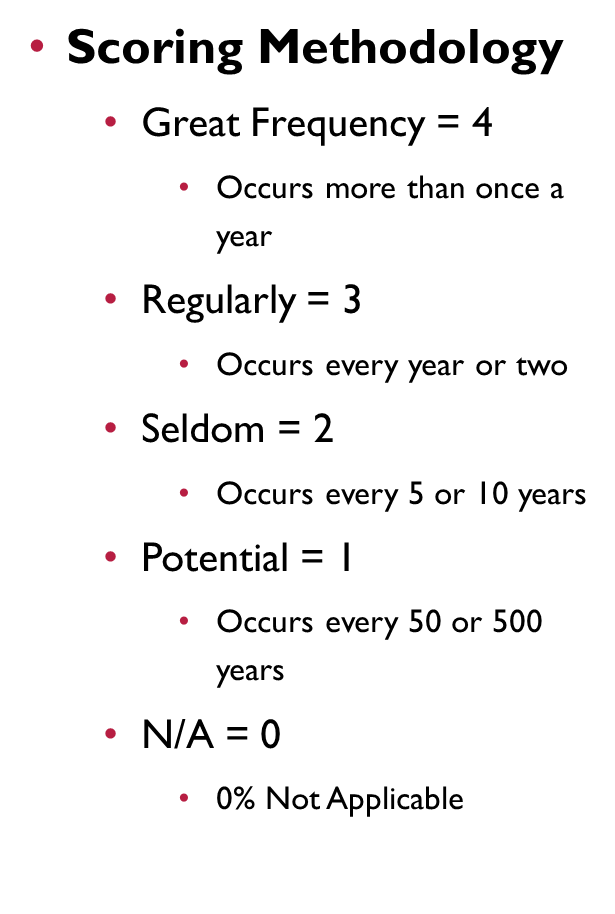 • Scoring Methodology
• Great Frequency = 4
• Occurs more than once a
year
• Regularly = 3
• Occurs every year or two
• Seldom = 2
• Occurs every 5 or 10 years
• Potential = 1
• Occurs every 50 or 500
years
• N/A = 0
• 0% Not Applicable